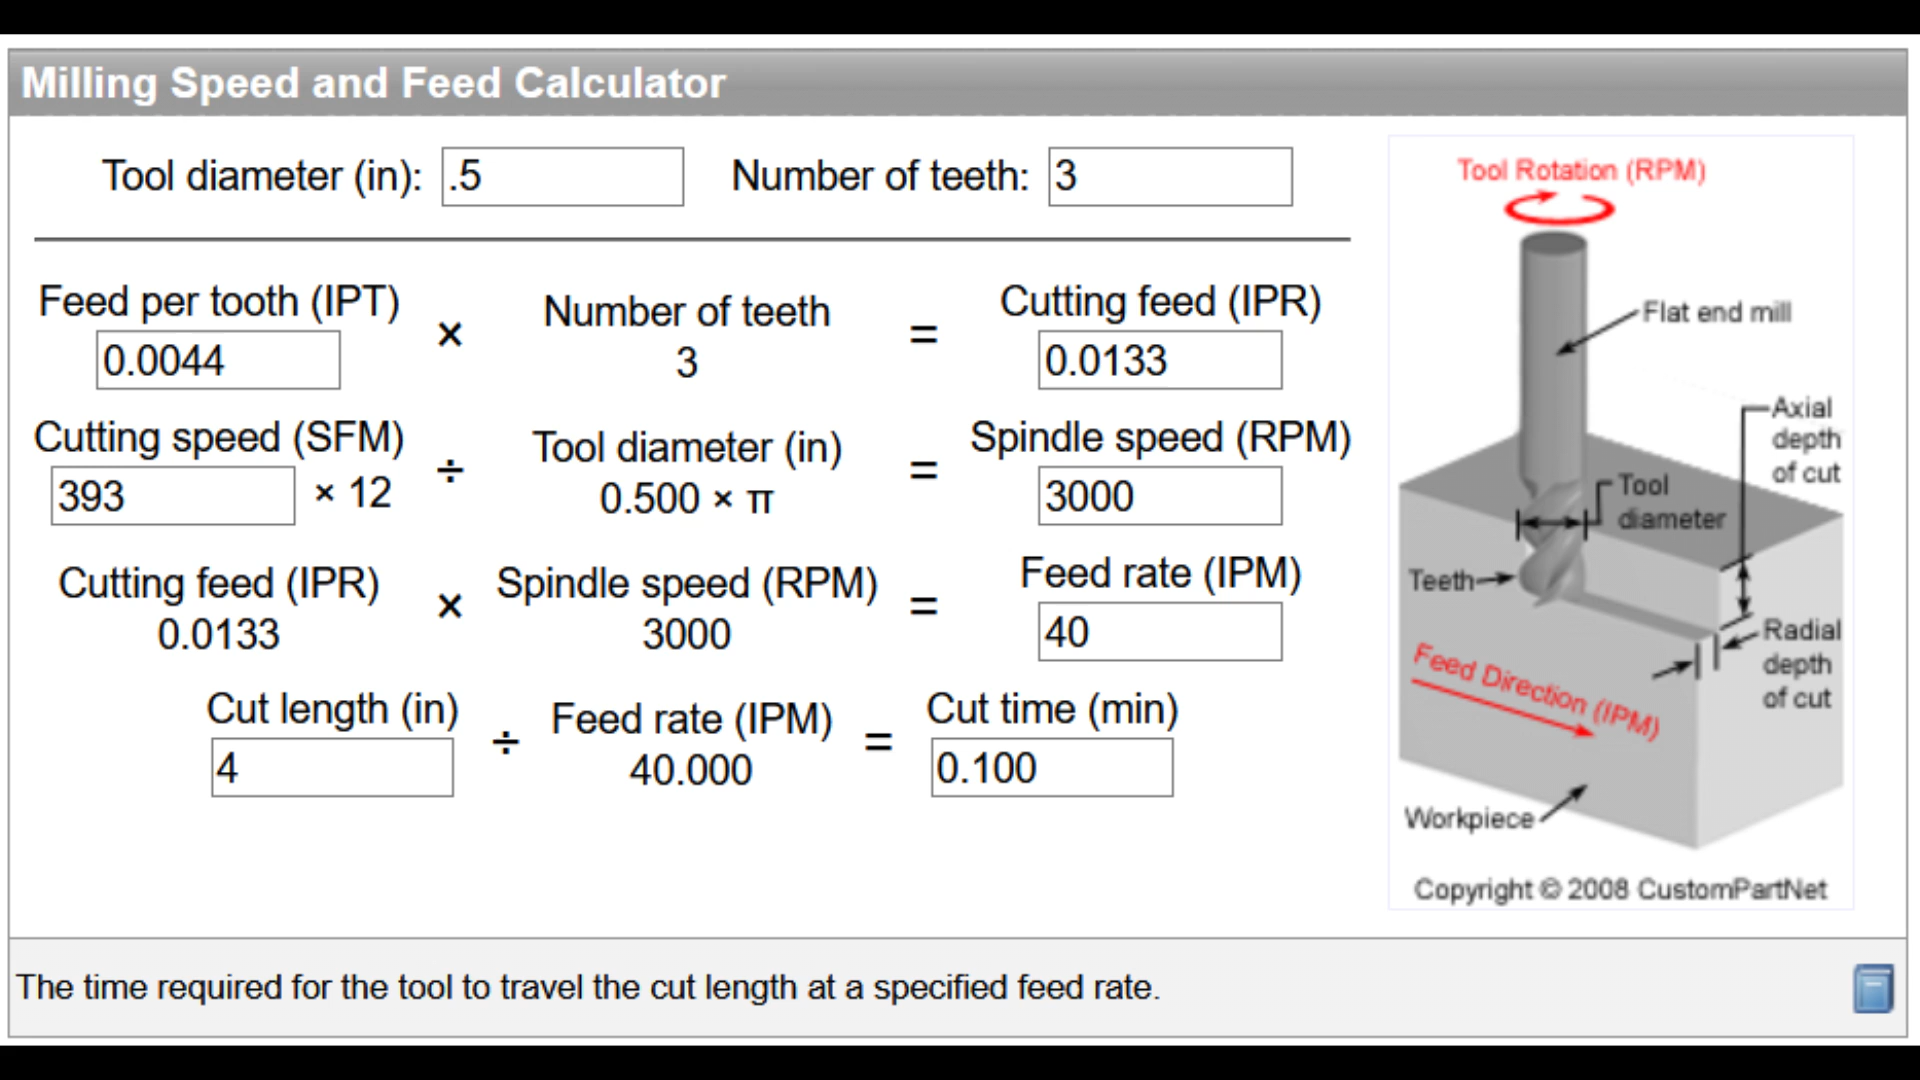 Milling Speed and Feed Calculator
Tool diameter (in): .5 Number of teeth: 3
Feed per tooth (IPT) × Number of teeth = Cutting feed (IPR)
0.0044 3 0.0133
Cutting speed (SFM) ÷ Tool diameter (in) = Spindle speed (RPM)
393 × 12 0.500 × π 3000
Cutting feed (IPR) × Spindle speed (RPM) = Feed rate (IPM)
0.0133 3000 40
Cut length (in) ÷ Feed rate (IPM) = Cut time (min)
4 40.000 0.100
Tool Rotation (RPM)
Flat end mill
Axial
depth
of cut
Tool
diameter
Teeth
Radial
depth
of cut
Feed Direction (IPM)
Workpiece
Copyright © 2008 CustomPartNet
The time required for the tool to travel the cut length at a specified feed rate.